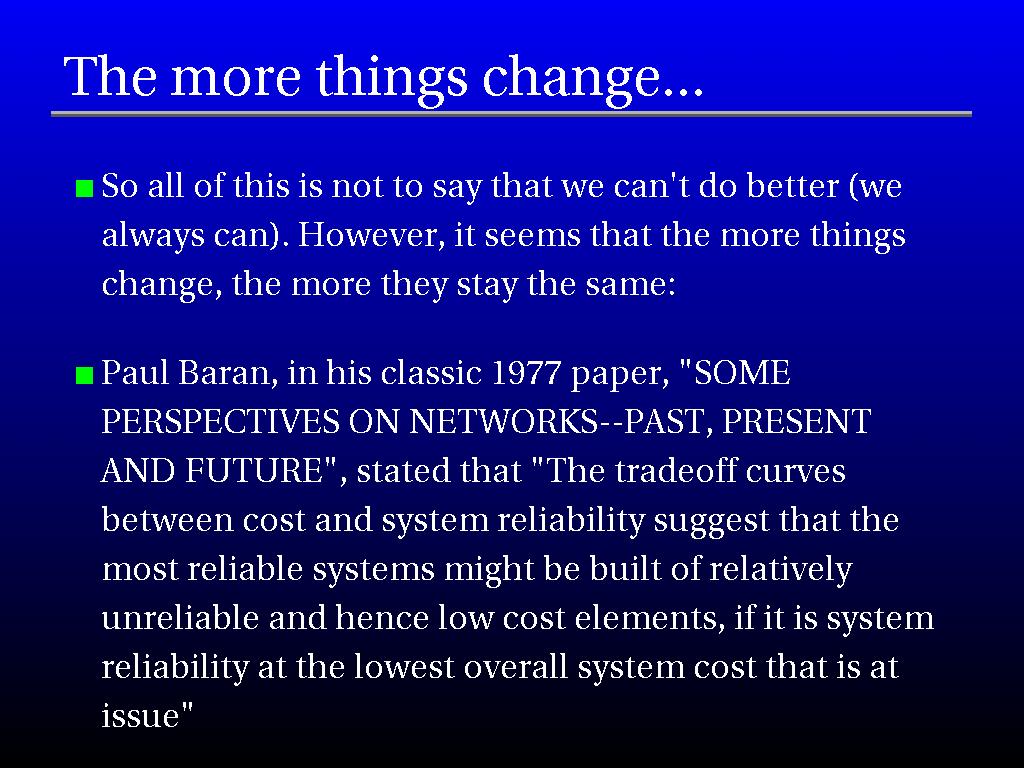 The more things change...
So all of this is not to say that we can't do better (we
always can). However, it seems that the more things
change, the more they stay the same:
Paul Baran, in his classic 1977 paper, "SOME
PERSPECTIVES ON NETWORKS--PAST, PRESENT
AND FUTURE", stated that "The tradeoff curves
between cost and system reliability suggest that the
most reliable systems might be built of relatively
unreliable and hence low cost elements, if it is system
reliability at the lowest overall system cost that is at
issue"